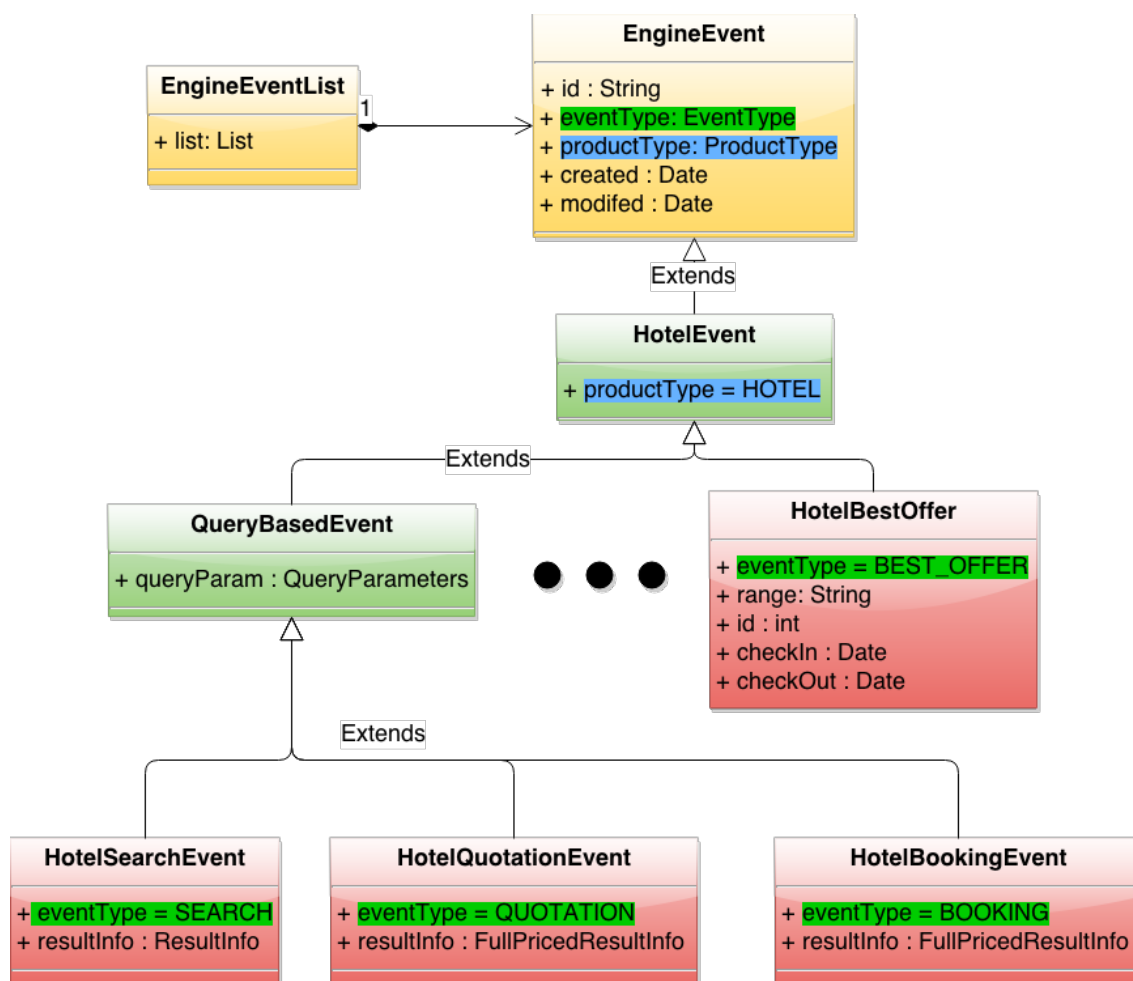 EngineEvent
+ id : String
+ eventType: EventType
+ productType: ProductType
+ created : Date
+ modifed : Date
EngineEventList
+ list: List
1
Extends
HotelEvent
+ productType = HOTEL
Extends
QueryBasedEvent
+ queryParam : QueryParameters
HotelBestOffer
+ eventType = BEST_OFFER
+ range: String
+ id : int
+ checkIn : Date
+ checkOut : Date
Extends
HotelSearchEvent
+ eventType = SEARCH
+ resultInfo : ResultInfo
HotelQuotationEvent
+ eventType = QUOTATION
+ resultInfo : FullPricedResultInfo
HotelBookingEvent
+ eventType = BOOKING
+ resultInfo : FullPricedResultInfo